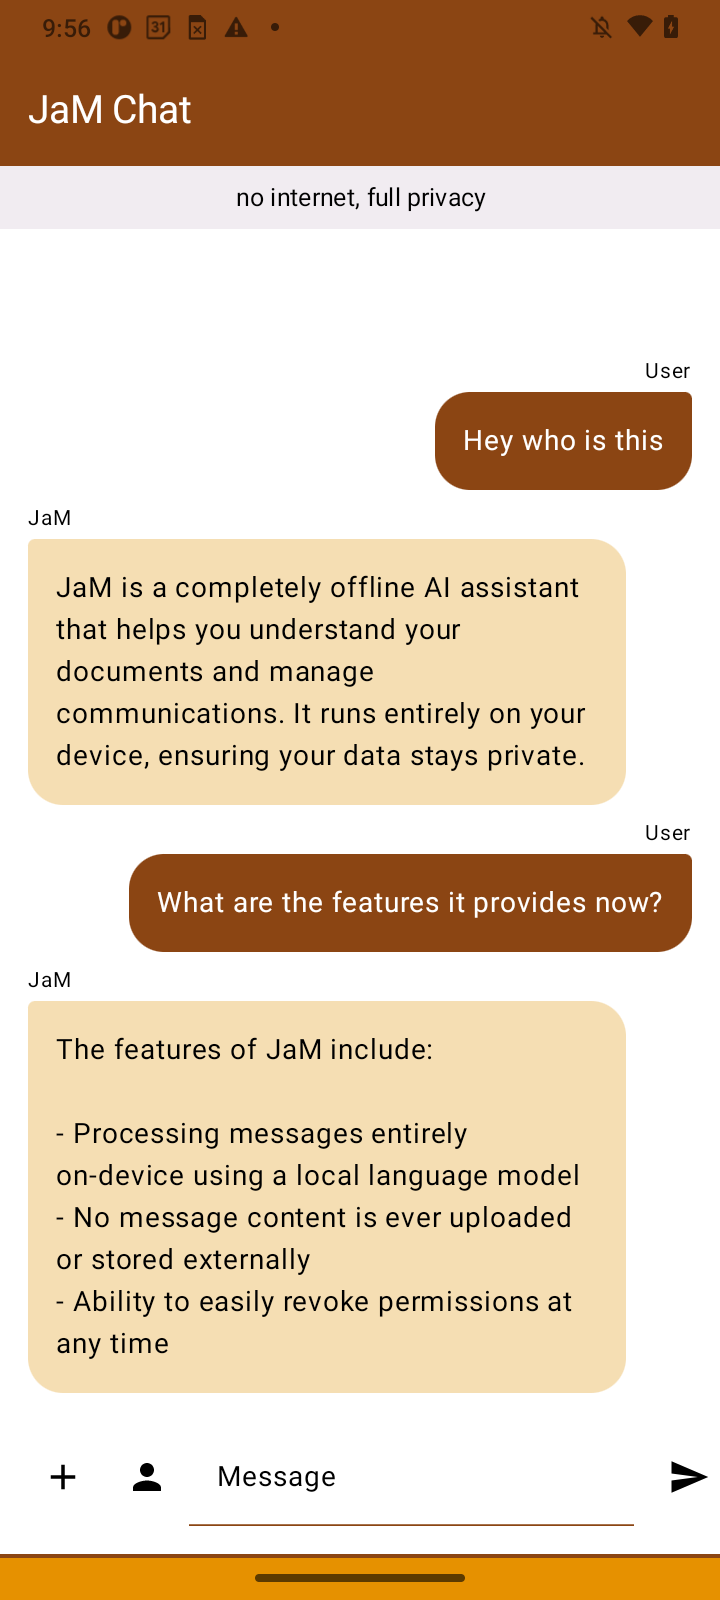 9:56
31
JaM Chat
no internet, full privacy
User
Hey who is this
JaM
JaM is a completely offline AI assistant
that helps you understand your
documents and manage
communications. It runs entirely on your
device, ensuring your data stays private.
User
What are the features it provides now?
JaM
The features of JaM include:
- Processing messages entirely
on-device using a local language model
- No message content is ever uploaded
or stored externally
- Ability to easily revoke permissions at
any time
Message